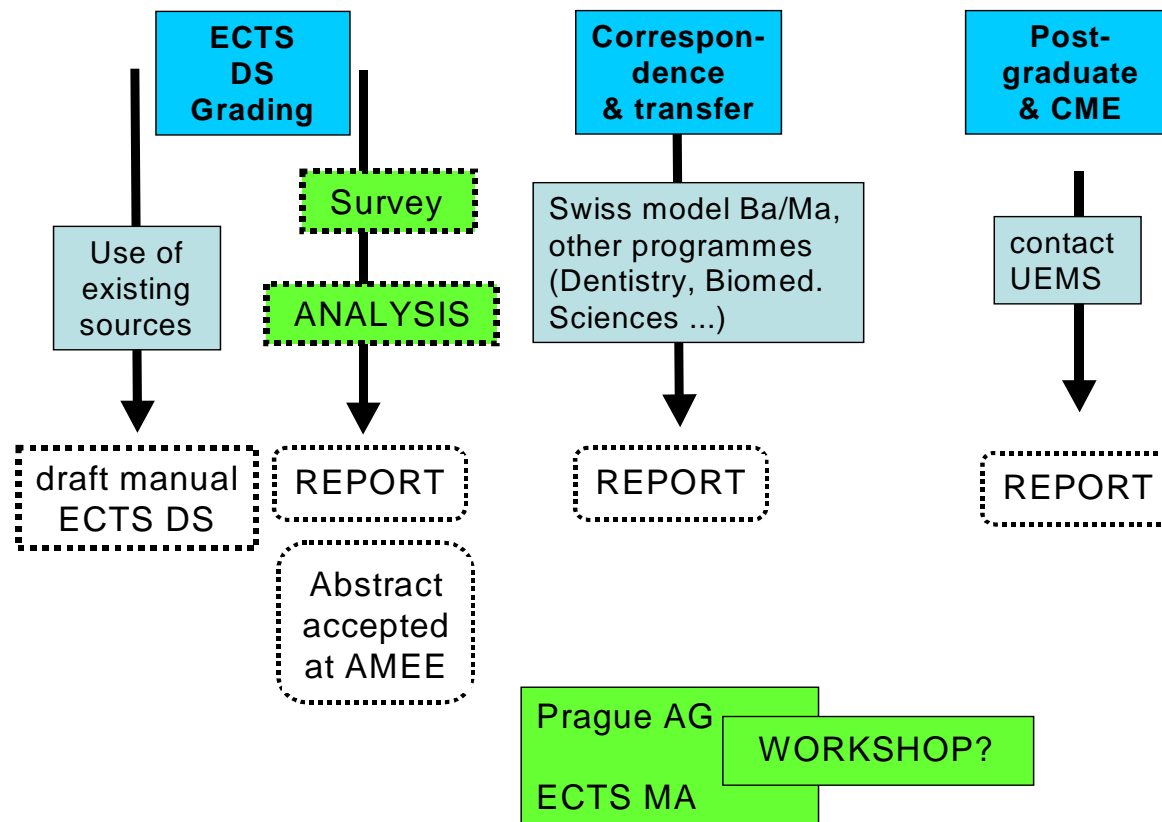 ECTS
DS
Grading
Correspon-
dence
& transfer
Post-
graduate
& CME
Survey
Use of
existing
sources
ANALYSIS
Swiss model Ba/Ma,
other programmes
(Dentistry, Biomed.
Sciences ...)
contact
UEMS
draft manual
ECTS DS
REPORT
REPORT
REPORT
Abstract
accepted
at AMEE
Prague AG
ECTS MA
WORKSHOP?